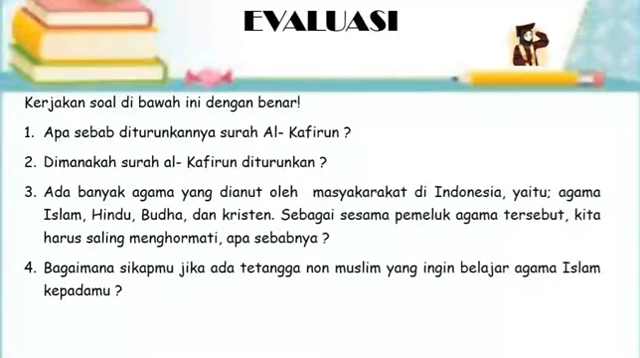 EVALUASI
Kerjakan soal di bawah ini dengan benar!
1. Apa sebab diturunkannya surah Al- Kafirun ?
2. Dimanakah surah al- Kafirun diturunkan ?
3. Ada banyak agama yang dianut oleh masyakarakat di Indonesia, yaitu; agama
Islam, Hindu, Budha, dan kristen. Sebagai sesama pemeluk agama tersebut, kita
harus saling menghormati, apa sebabnya ?
4. Bagaimana sikapmu jika ada tetangga non muslim yang ingin belajar agama Islam
kepadamu ?